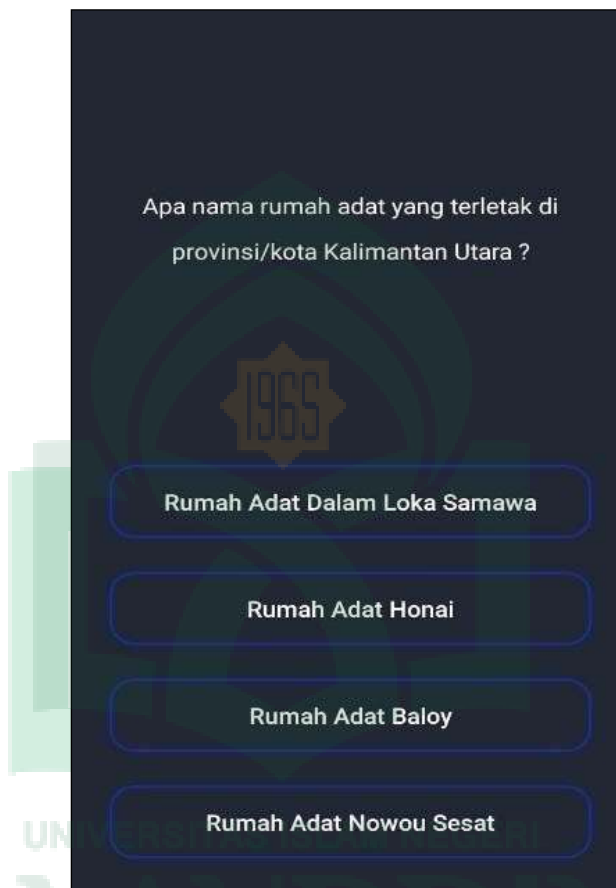 Apa nama rumah adat yang terletak di
provinsi/kota Kalimantan Utara ?
1965
Rumah Adat Dalam Loka Samawa
Rumah Adat Honai
Rumah Adat Baloy
Rumah Adat Nowou Sesat
UNIVERSITAS ISLAM NEGERI